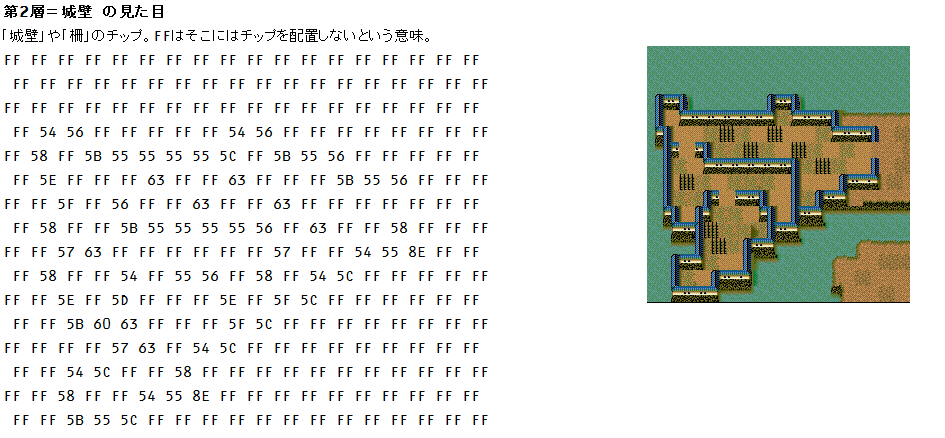 第2層＝城壁 の見た目
「城壁」や「柵」のチップ。FFはそこにはチップを配置しないという意味。
FF FF FF FF FF FF FF FF FF FF FF FF FF FF FF FF FF FF
FF FF FF FF FF FF FF FF FF FF FF FF FF FF FF FF FF FF
FF FF FF FF FF FF FF FF FF FF FF FF FF FF FF FF FF FF
FF 54 56 FF FF FF FF FF 54 56 FF FF FF FF FF FF FF FF
FF 58 FF 5B 55 55 55 55 5C FF 5B 55 56 FF FF FF FF FF
FF 5E FF FF FF 63 FF FF 63 FF FF FF 5B 55 56 FF FF FF
FF FF 5F FF 56 FF FF 63 FF FF 63 FF FF FF FF FF FF FF
FF 58 FF FF 5B 55 55 55 55 56 FF 63 FF FF 58 FF FF FF
FF FF 57 63 FF FF FF FF FF FF 57 FF FF 54 55 8E FF FF
FF 58 FF FF 54 FF 55 56 FF 58 FF 54 5C FF FF FF FF FF
FF FF 5E FF 5D FF FF FF 5E FF 5F 5C FF FF FF FF FF FF
FF FF 5B 60 63 FF FF FF 5F 5C FF FF FF FF FF FF FF FF
FF FF FF FF 57 63 FF 54 5C FF FF FF FF FF FF FF FF FF
FF FF 54 5C FF FF 58 FF FF FF FF FF FF FF FF FF FF FF
FF FF 58 FF FF 54 55 8E FF FF FF FF FF FF FF FF FF FF
FF FF 5B 55 5C FF FF FF FF FF FF FF FF FF FF FF FF FF